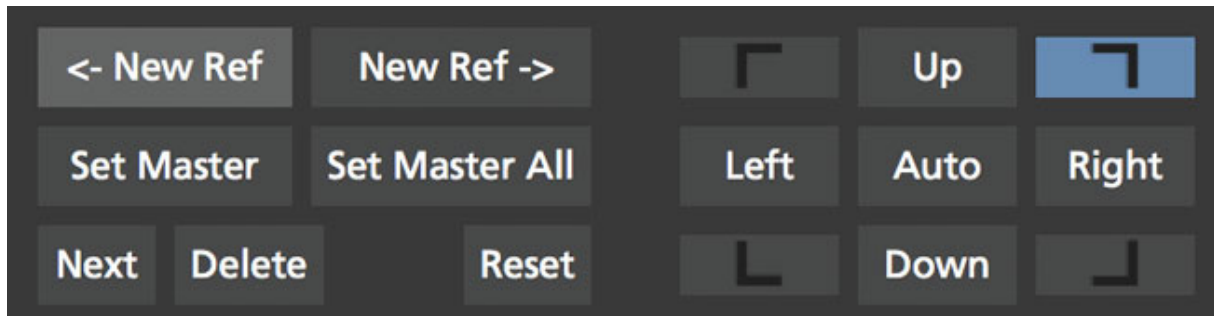 <- New Ref New Ref -> Up
Set Master Set Master All Left Auto Right
Next Delete Reset Down